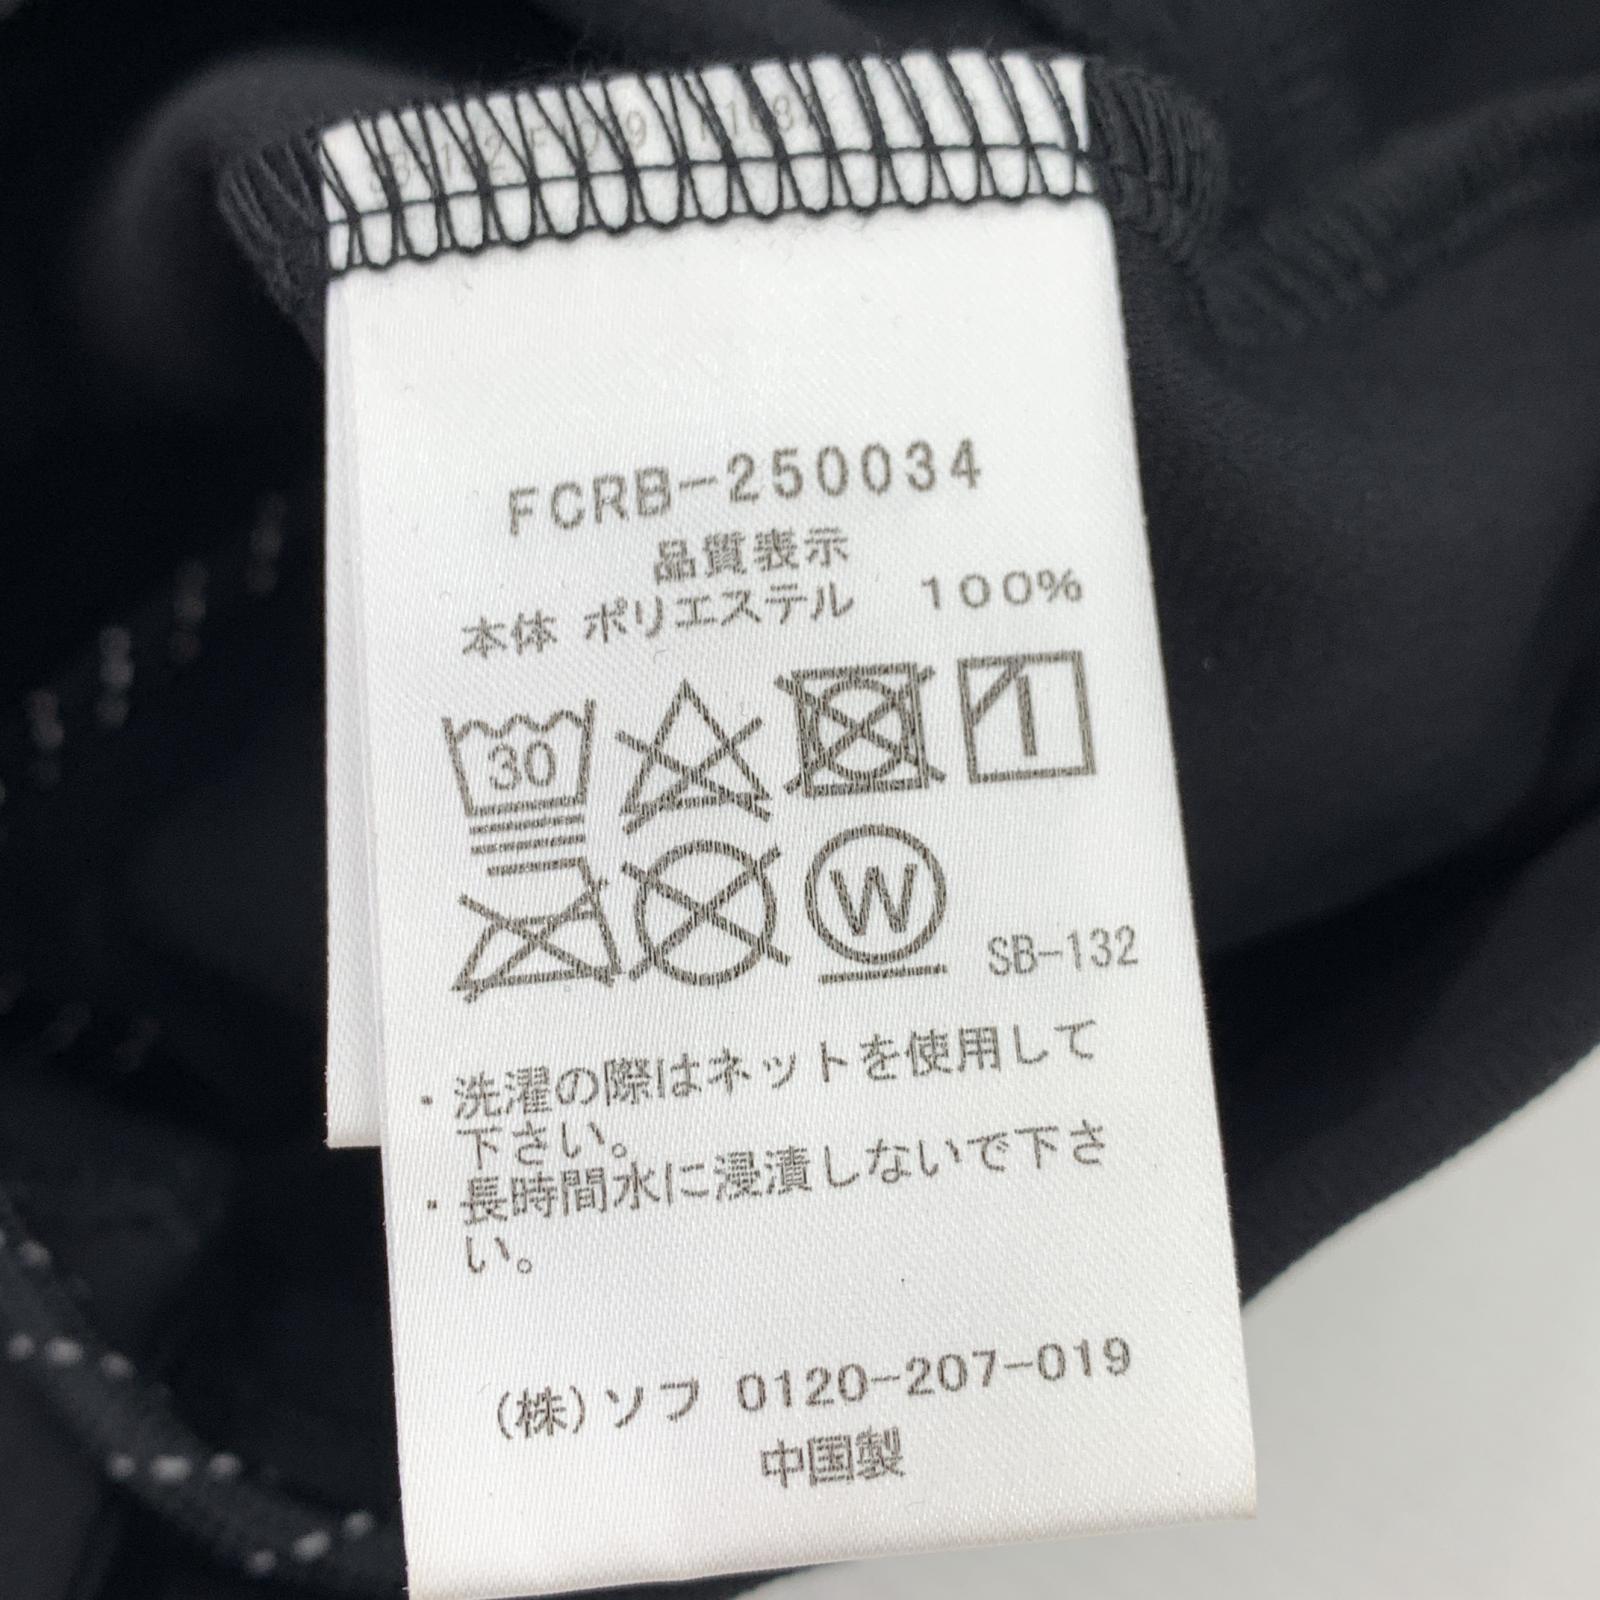 FCRB-250034
品質表示
本体 ポリエステル 100%
30
W
SB-132
・洗濯の際はネットを使用して
下さい。
・長時間水に浸漬しないで下さ
い。
(株)ソフ 0120-207-019
中国製